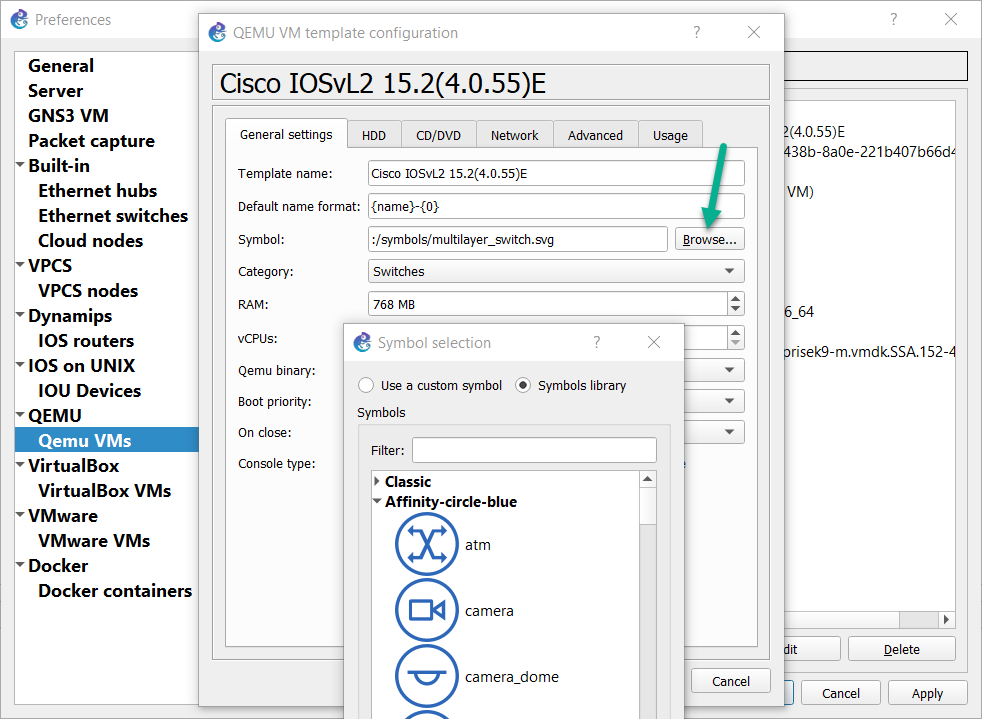 Preferences
?
General
Server
GNS3 VM
Packet capture
Built-in
Ethernet hubs
Ethernet switches
Cloud nodes
VPCS
VPCS nodes
Dynamips
IOS routers
IOS on UNIX
IOU Devices
QEMU
Qemu VMs
VirtualBox
VirtualBox VMs
VMware
VMware VMs
Docker
Docker containers
QEMU VM template configuration
?
Cisco IOSvL2 15.2(4.0.55)E
General settings HDD CD/DVD Network Advanced Usage
Template name: Cisco IOSvL2 15.2(4.0.55)E
Default name format: {name}-{0}
Symbol: :/symbols/multilayer_switch.svg Browse...
Category: Switches
RAM: 768 MB
vCPUs:
Qemu binary:
Boot priority:
On close:
Console type:
Cancel
Symbol selection
?
Use a custom symbol Symbols library
Symbols
Filter:
Classic
Affinity-circle-blue
atm
camera
camera_dome
2(4.0.55)E
438b-8a0e-221b407b66d4
VM)
6_64
prisek9-m.vmdk.SSA.152-4
dit Delete
Cancel Apply